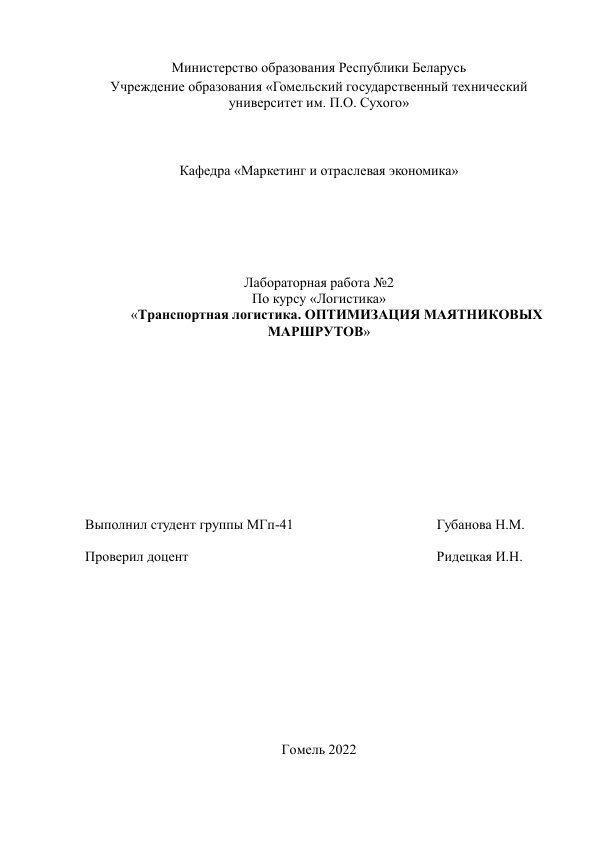 Министерство образования Республики Беларусь
Учреждение образования «Гомельский государственный технический
университет им. П.О. Сухого»
Кафедра «Маркетинг и отраслевая экономика»
Лабораторная работа №2
По курсу «Логистика»
«Транспортная логистика. ОПТИМИЗАЦИЯ МАЯТНИКОВЫХ
МАРШРУТОВ»
Выполнил студент группы МГп-41 Губанова Н.М.
Проверил доцент Ридецкая И.Н.
Гомель 2022